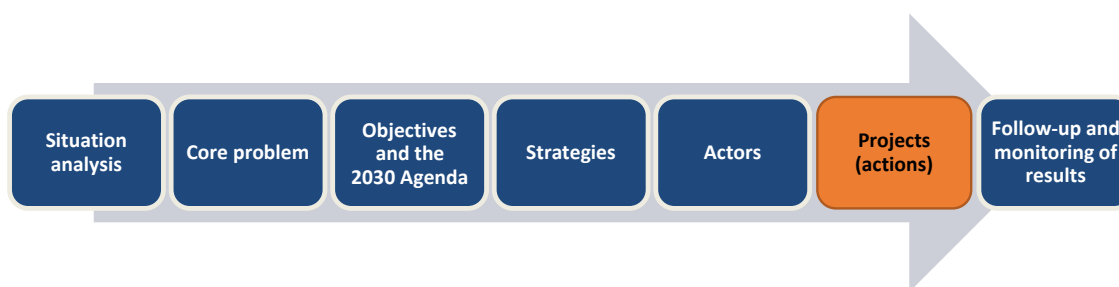 Situation
analysis
Core problem
Objectives
and the
2030 Agenda
Strategies
Actors
Projects
(actions)
Follow-up and
monitoring of
results